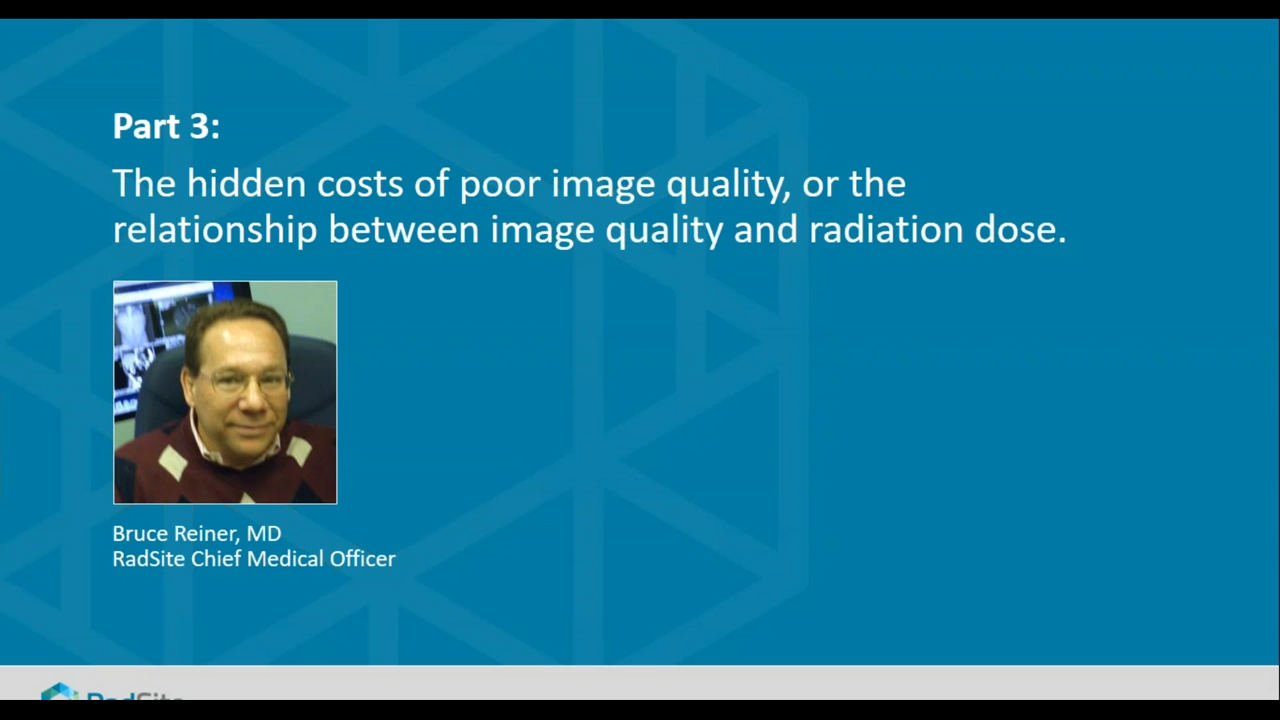 Part 3:
The hidden costs of poor image quality, or the
relationship between image quality and radiation dose.
Bruce Reiner, MD
RadSite Chief Medical Officer
RadSite